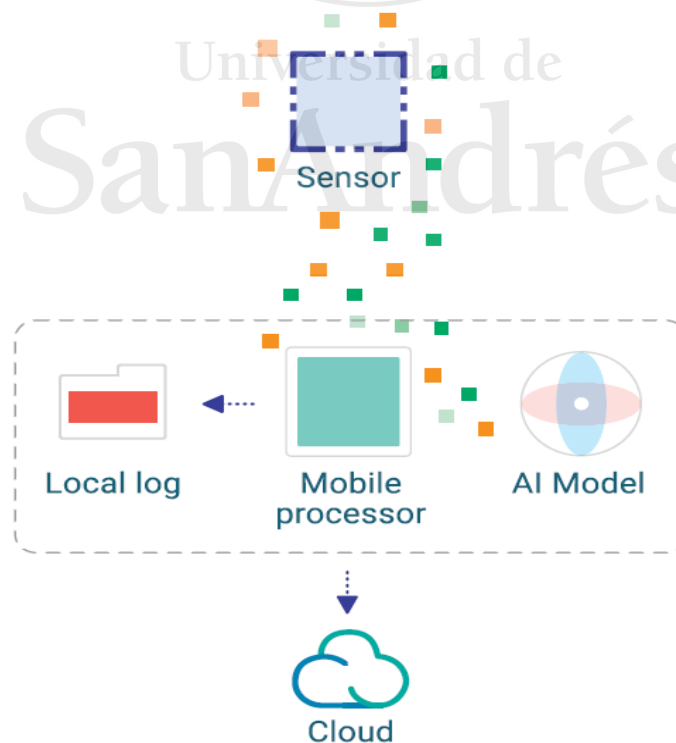 Universidad de
SanAndrés
Sensor
Local log
Mobile
processor
AI Model
Cloud